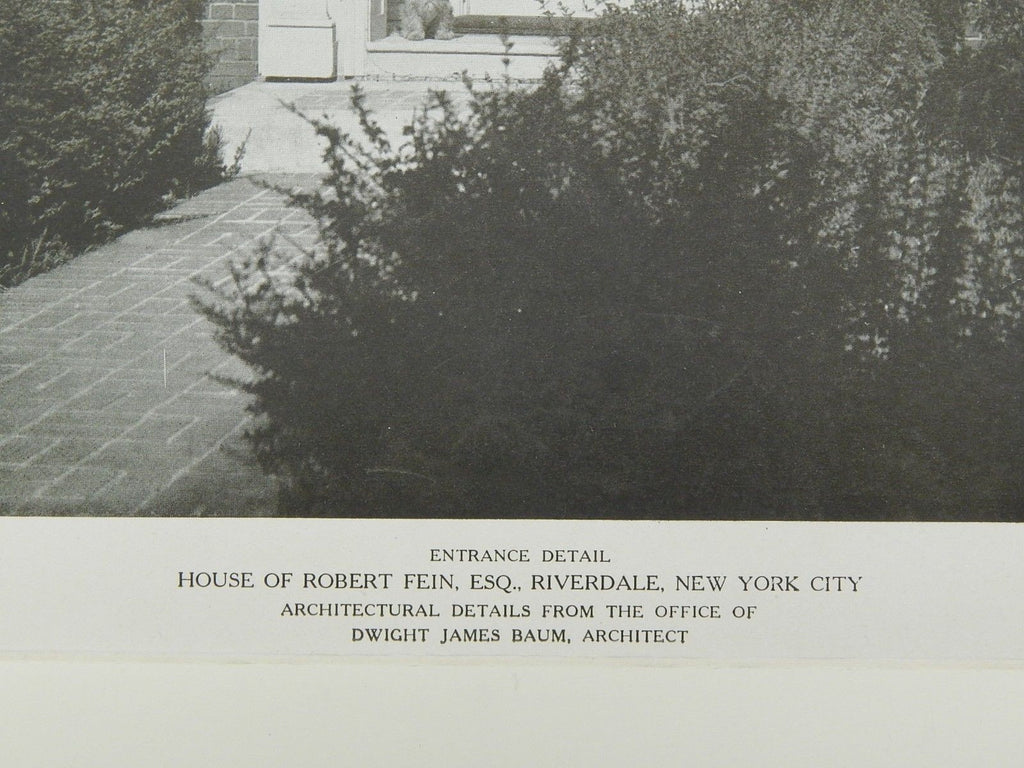 ENTRANCE DETAIL
HOUSE OF ROBERT FEIN, ESQ., RIVERDALE, NEW YORK CITY
ARCHITECTURAL DETAILS FROM THE OFFICE OF
DWIGHT JAMES BAUM, ARCHITECT